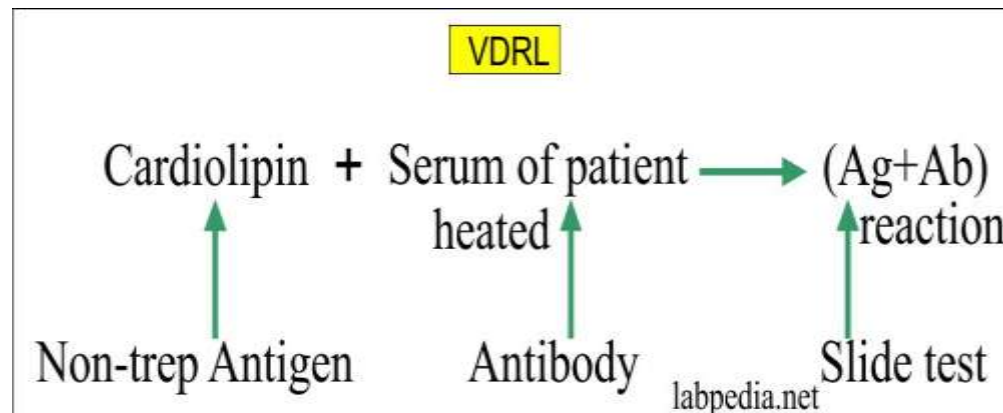 VDRL
Cardiolipin + Serum of patient (Ag+Ab)
heated reaction
Non-trep Antigen Antibody Slide test
labpedia.net